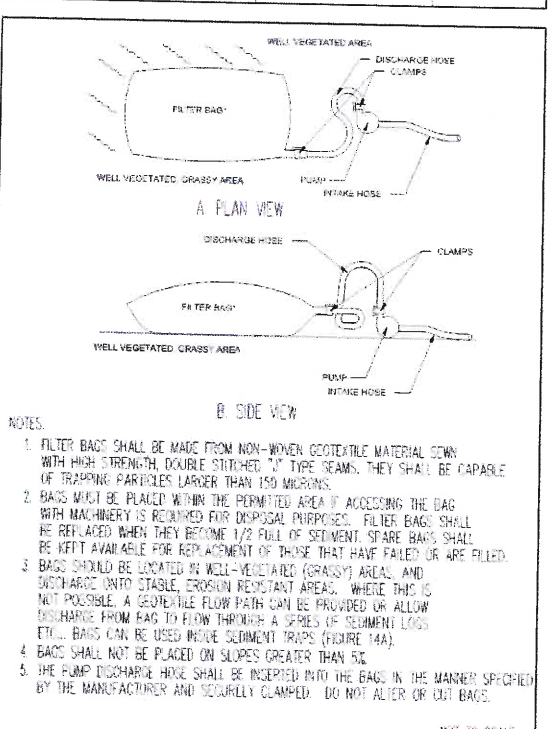 WELL VEGETATED AREA
DISCHARGE HOSE
CLAMPS
FILTER BAG*
WELL VEGETATED, GRASSY AREA
PUMP
INTAKE HOSE
A. PLAN VIEW
DISCHARGE HOSE
CLAMPS
FILTER BAG*
WELL VEGETATED, GRASSY AREA
PUMP
INTAKE HOSE
B. SIDE VIEW
NOTES:
1. FILTER BAGS SHALL BE MADE FROM NON-WOVEN GEOTEXTILE MATERIAL SEWN
WITH HIGH STRENGTH, DOUBLE STITCHED "J" TYPE SEAMS. THEY SHALL BE CAPABLE
OF TRAPPING PARTICLES LARGER THAN 150 MICRONS.
2. BAGS MUST BE PLACED WITHIN THE PERMITTED AREA IF ACCESSING THE BAG
WITH MACHINERY IS REQUIRED FOR DISPOSAL PURPOSES. FILTER BAGS SHALL
BE REPLACED WHEN THEY BECOME 1/2 FULL OF SEDIMENT. SPARE BAGS SHALL
BE KEPT AVAILABLE FOR REPLACEMENT OF THOSE THAT HAVE FAILED OR ARE FILLED.
3. BAGS SHOULD BE LOCATED IN WELL-VEGETATED (GRASSY) AREAS, AND
DISCHARGE ONTO STABLE, EROSION RESISTANT AREAS. WHERE THIS IS
NOT POSSIBLE, A GEOTEXTILE FLOW PATH CAN BE PROVIDED OR ALLOW
DISCHARGE FROM BAG TO FLOW THROUGH A SERIES OF SEDIMENT LOGS
ETC... BAGS CAN BE USED INSIDE SEDIMENT TRAPS (FIGURE 14A).
4. BAGS SHALL NOT BE PLACED ON SLOPES GREATER THAN 5%
5. THE PUMP DISCHARGE HOSE SHALL BE INSERTED INTO THE BAGS IN THE MANNER SPECIFIED
BY THE MANUFACTURER AND SECURELY CLAMPED. DO NOT ALTER OR CUT BAGS.